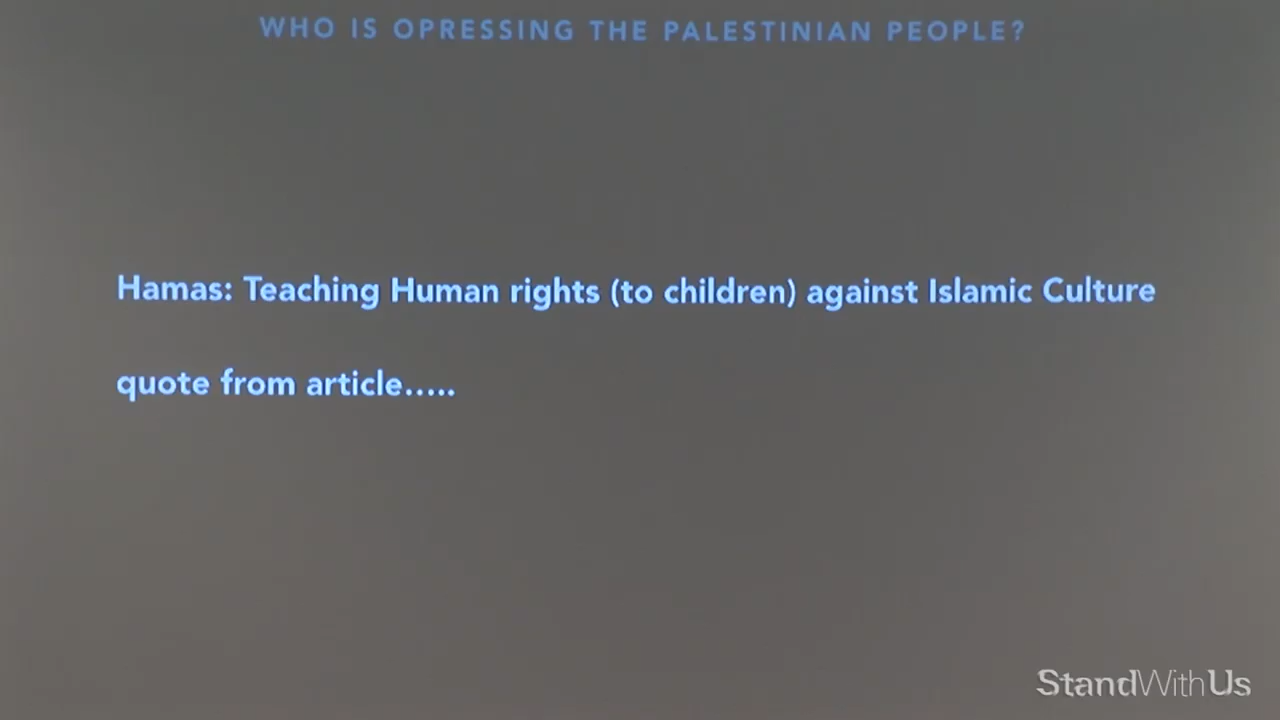 WHO IS OPRESSING THE PALESTINIAN PEOPLE?
Hamas: Teaching Human rights (to children) against Islamic Culture
quote from article.....
StandWithUs